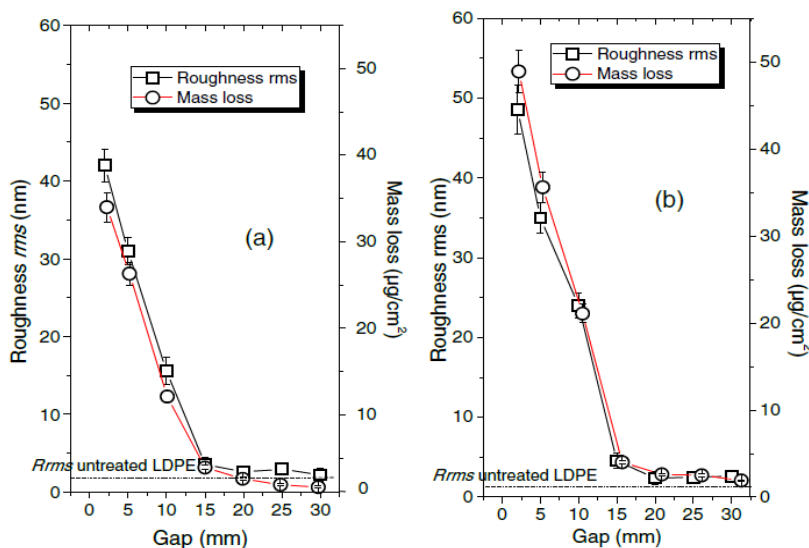 60
50
40
30
20
10
0
Roughness rms (nm)
Roughness rms
Mass loss
(a)
Rrms untreated LDPE
50
40
30
20
10
0
Mass loss (µg/cm²)
0 5 10 15 20 25 30
Gap (mm)
60
50
40
30
20
10
0
Roughness rms (nm)
Roughness rms
Mass loss
(b)
Rrms untreated LDPE
50
40
30
20
10
0
Mass loss (µg/cm²)
0 5 10 15 20 25 30
Gap (mm)